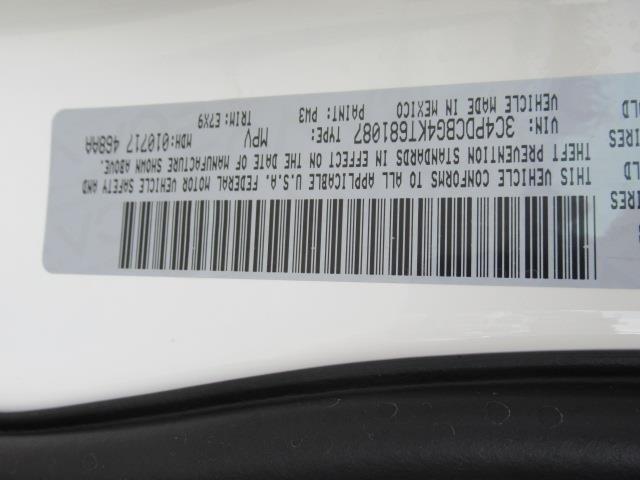 THIS VEHICLE CONFORMS TO ALL APPLICABLE U.S.A. FEDERAL MOTOR VEHICLE SAFETY AND
THEFT PREVENTION STANDARDS IN EFFECT ON THE DATE OF MANUFACTURE SHOWN ABOVE.
VIN: 3C4PDCBG4KT681087 TYPE: MPV MDH:010717 468AA
VEHICLE MADE IN MEXICO PAINT: PW3 TRIM: E7X9